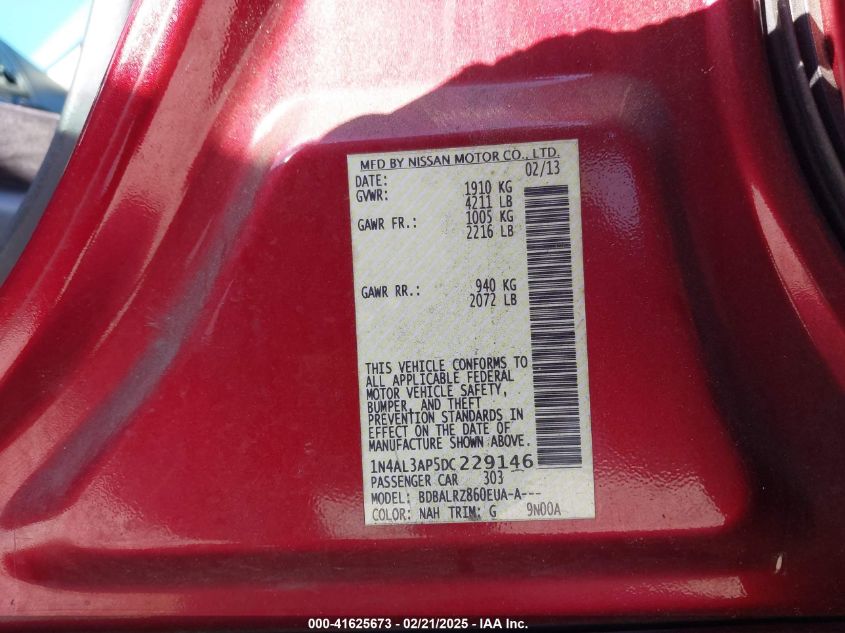 MFD BY NISSAN MOTOR CO., LTD.
DATE: 02/13
GVWR: 1910 KG
4211 LB
GAWR FR.: 1005 KG
2216 LB
GAWR RR.: 940 KG
2072 LB
THIS VEHICLE CONFORMS TO
ALL APPLICABLE FEDERAL
MOTOR VEHICLE SAFETY,
BUMPER, AND THEFT
PREVENTION STANDARDS IN
EFFECT ON THE DATE OF
MANUFACTURE SHOWN ABOVE.
1N4AL3AP5DC229146
PASSENGER CAR 303
MODEL: BDBALRZ860EUA-A---
COLOR: NAH TRIM: G 9N00A
000-41625673 – 02/21/2025 – IAA Inc.